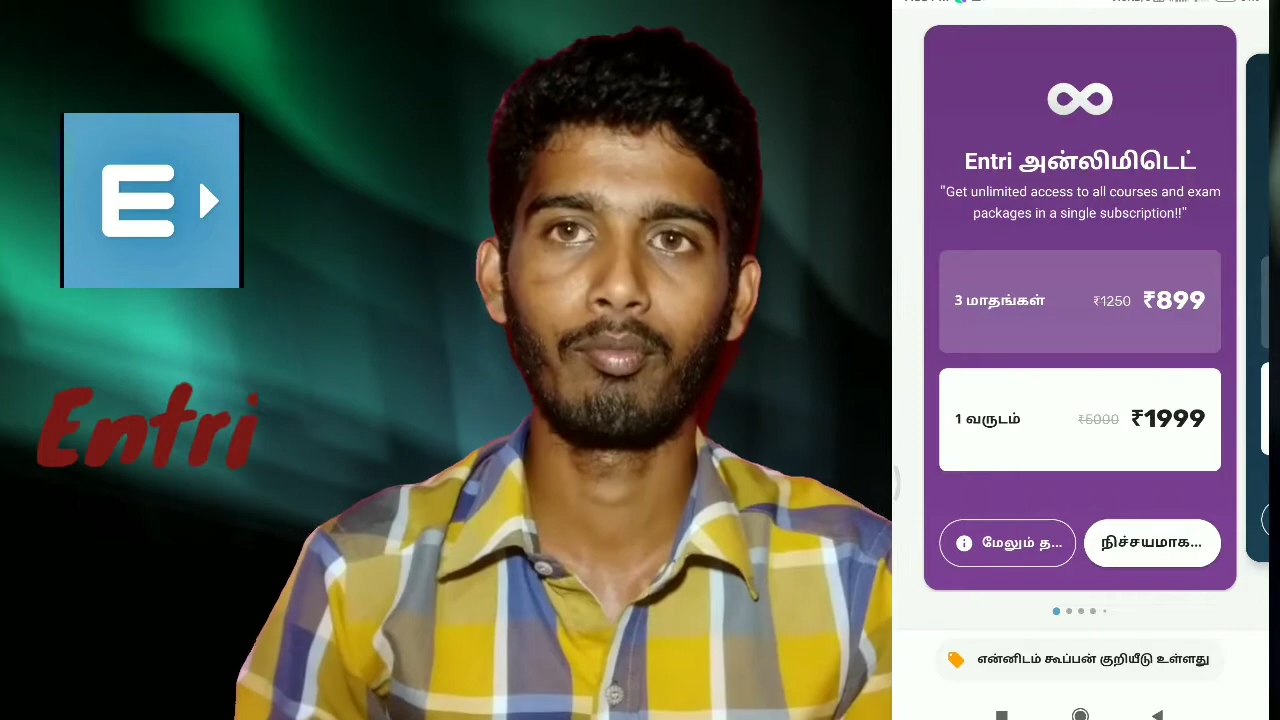 E
Entri
Entri அன்லிமிடெட்
"Get unlimited access to all courses and exam
packages in a single subscription!!"
3 மாதங்கள் ₹1250 ₹899
1 வருடம் ₹5000 ₹1999
மேலும் த... நிச்சயமாக...
என்னிடம் கூப்பன் குறியீடு உள்ளது